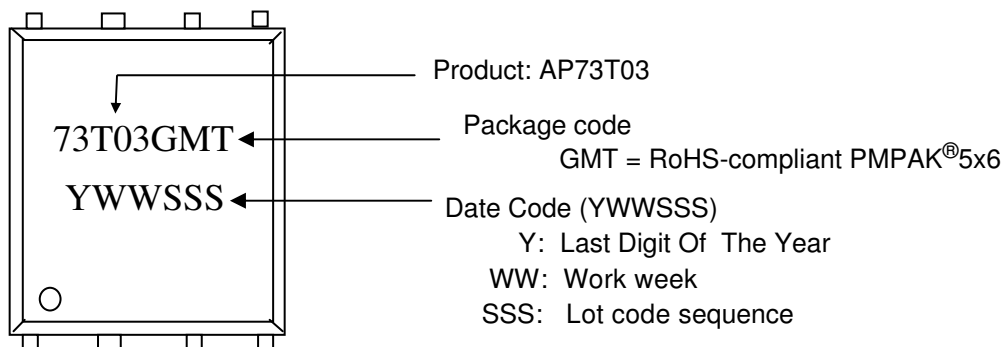 Product: AP73T03
73T03GMT
Package code
GMT = RoHS-compliant PMPAK®5x6
YWWSSS
Date Code (YWWSSS)
Y: Last Digit Of The Year
WW: Work week
SSS: Lot code sequence